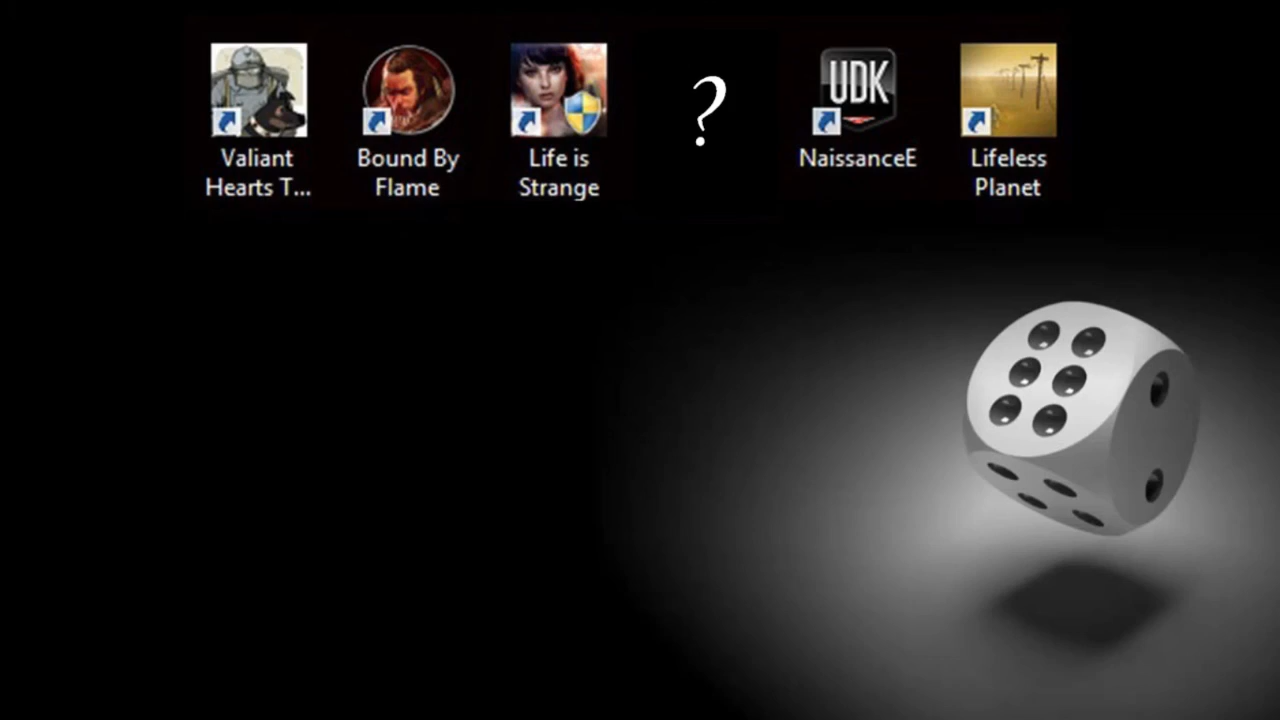 Valiant
Hearts T...
Bound By
Flame
Life is
Strange
?
UDK
NaissanceE
Lifeless
Planet